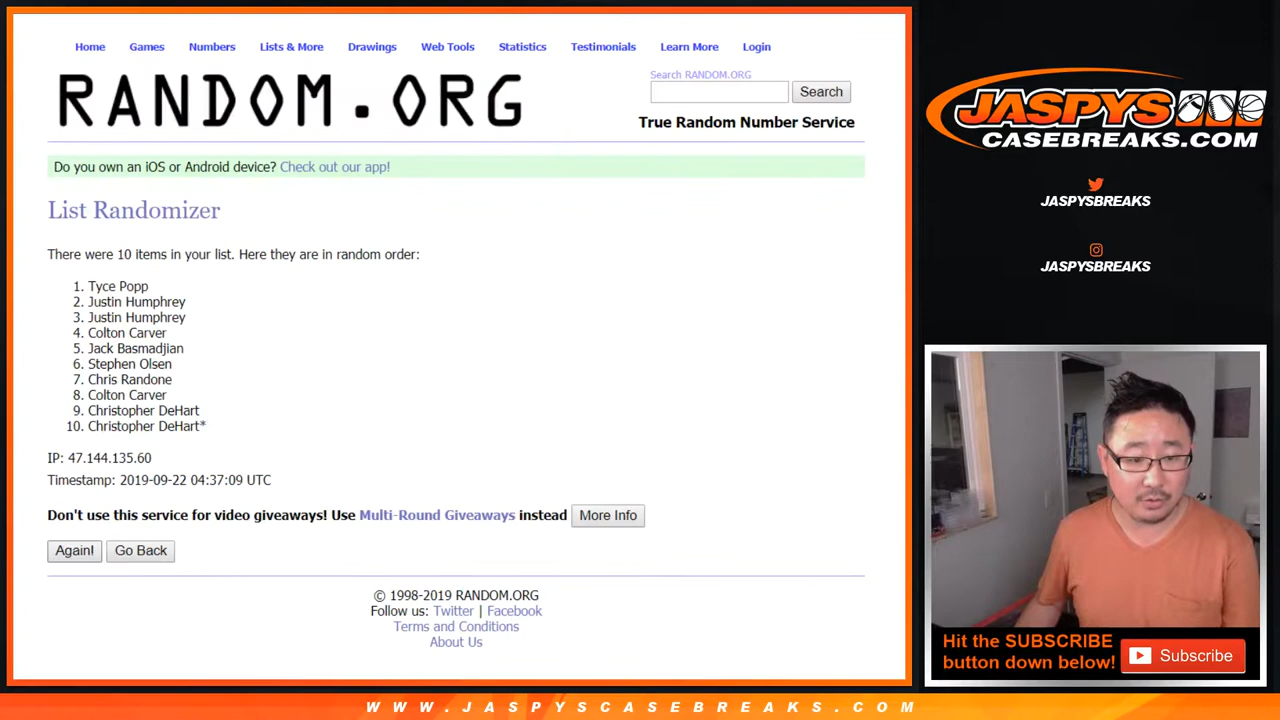 Home Games Numbers Lists & More Drawings Web Tools Statistics Testimonials Learn More Login
RANDOM.ORG
Search RANDOM.ORG
Search
True Random Number Service
Do you own an iOS or Android device? Check out our app!
List Randomizer
There were 10 items in your list. Here they are in random order:
1. Tyce Popp
2. Justin Humphrey
3. Justin Humphrey
4. Colton Carver
5. Jack Basmadjian
6. Stephen Olsen
7. Chris Randone
8. Colton Carver
9. Christopher DeHart
10. Christopher DeHart*
IP: 47.144.135.60
Timestamp: 2019-09-22 04:37:09 UTC
Don't use this service for video giveaways! Use Multi-Round Giveaways instead More Info
Again! Go Back
© 1998-2019 RANDOM.ORG
Follow us: Twitter | Facebook
Terms and Conditions
About Us
JASPYS
CASEBREAKS.COM
JASPYSBREAKS
JASPYSBREAKS
Hit the SUBSCRIBE
button down below!
Subscribe
WWW.JASPYSCASEBREAKS.COM